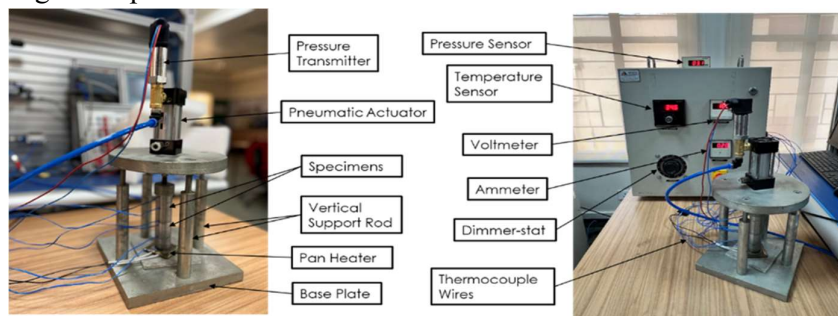 Pressure
Transmitter
Pneumatic Actuator
Specimens
Vertical
Support Rod
Pan Heater
Base Plate
Pressure Sensor
Temperature
Sensor
Voltmeter
Ammeter
Dimmer-stat
Thermocouple
Wires